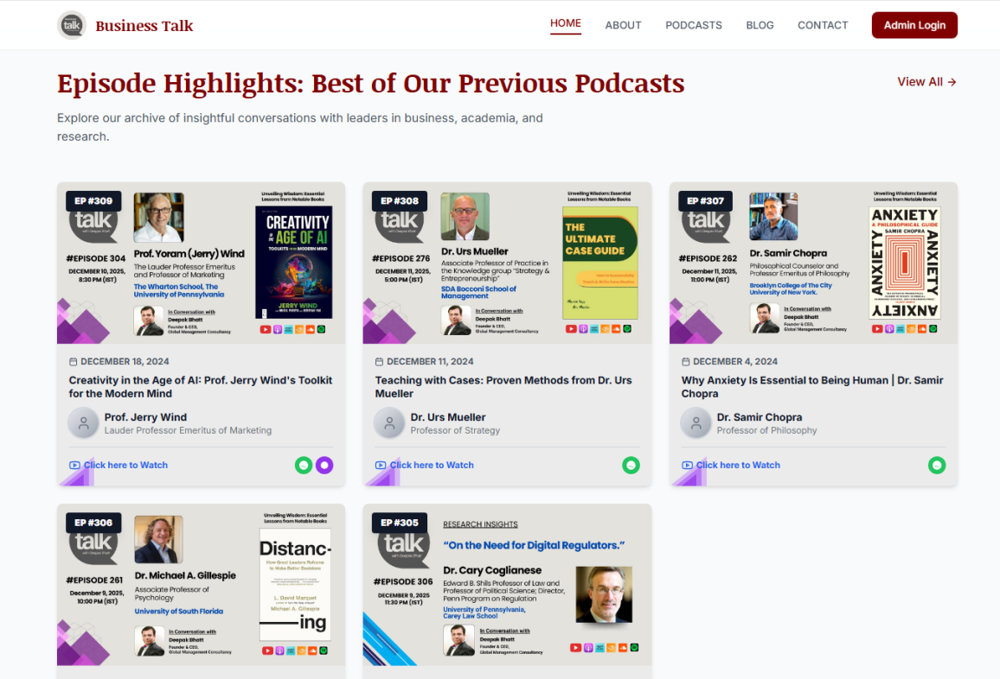 talk
Business Talk
HOME
ABOUT
PODCASTS
BLOG
CONTACT
Admin Login
Episode Highlights: Best of Our Previous Podcasts
View All →
Explore our archive of insightful conversations with leaders in business, academia, and
research.
EP #309
talk
with Deepak Bhatt
#EPISODE 304
DECEMBER 10, 2025,
8:30 PM (IST)
Prof. Yoram (Jerry) Wind
The Lauder Professor Emeritus
and Professor of Marketing
The Wharton School, The
University of Pennsylvania
In Conversation with
Deepak Bhatt
Founder & CEO,
Global Management Consultancy
Unveiling Wisdom: Essential
Lessons from Notable Books
CREATIVITY
in the AGE OF AI
TOOLKITS for the MODERN MIND
JERRY WIND
DECEMBER 18, 2024
Creativity in the Age of AI: Prof. Jerry Wind's Toolkit
for the Modern Mind
Prof. Jerry Wind
Lauder Professor Emeritus of Marketing
Click here to Watch
EP #308
talk
with Deepak Bhatt
#EPISODE 276
DECEMBER 11, 2025,
5:00 PM (IST)
Dr. Urs Mueller
Associate Professor of Practice in
the Knowledge group "Strategy &
Entrepreneurship"
SDA Bocconi School of
Management
In Conversation with
Deepak Bhatt
Founder & CEO,
Global Management Consultancy
Unveiling Wisdom: Essential
Lessons from Notable Books
THE
ULTIMATE
CASE GUIDE
How to Successfully
Teach & Write Case Studies
Urs Mueller
DECEMBER 11, 2024
Teaching with Cases: Proven Methods from Dr. Urs
Mueller
Dr. Urs Mueller
Professor of Strategy
Click here to Watch
EP #307
talk
with Deepak Bhatt
#EPISODE 262
December 11, 2025,
11:00 PM (IST)
Dr. Samir Chopra
Philosophical Counselor and
Professor Emeritus of Philosophy
Brooklyn College of The City
University of New York.
In Conversation with
Deepak Bhatt
Founder & CEO,
Global Management Consultancy
Unveiling Wisdom: Essential
Lessons from Notable Books
ANXIETY
A PHILOSOPHICAL GUIDE
SAMIR CHOPRA
ANXIETY
ANXIETY
ANXIETY
DECEMBER 4, 2024
Why Anxiety Is Essential to Being Human | Dr. Samir
Chopra
Dr. Samir Chopra
Professor of Philosophy
Click here to Watch
EP #306
talk
with Deepak Bhatt
#EPISODE 261
December 9, 2025,
10:00 PM (IST)
Dr. Michael A. Gillespie
Associate Professor of
Psychology
University of South Florida
In Conversation with
Deepak Bhatt
Founder & CEO,
Global Management Consultancy
Unveiling Wisdom: Essential
Lessons from Notable Books
Distanc-
How Great Leaders Reframe
to Make Better Decisions
L. David Marquet
Michael A. Gillespie
ing
EP #305
talk
with Deepak Bhatt
#EPISODE 306
DECEMBER 9, 2025
11:30 PM (IST)
RESEARCH INSIGHTS
“On the Need for Digital Regulators.”
Dr. Cary Coglianese
Edward B. Shils Professor of Law and
Professor of Political Science; Director,
Penn Program on Regulation
University of Pennsylvania,
Carey Law School
In Conversation with
Deepak Bhatt
Founder & CEO,
Global Management Consultancy